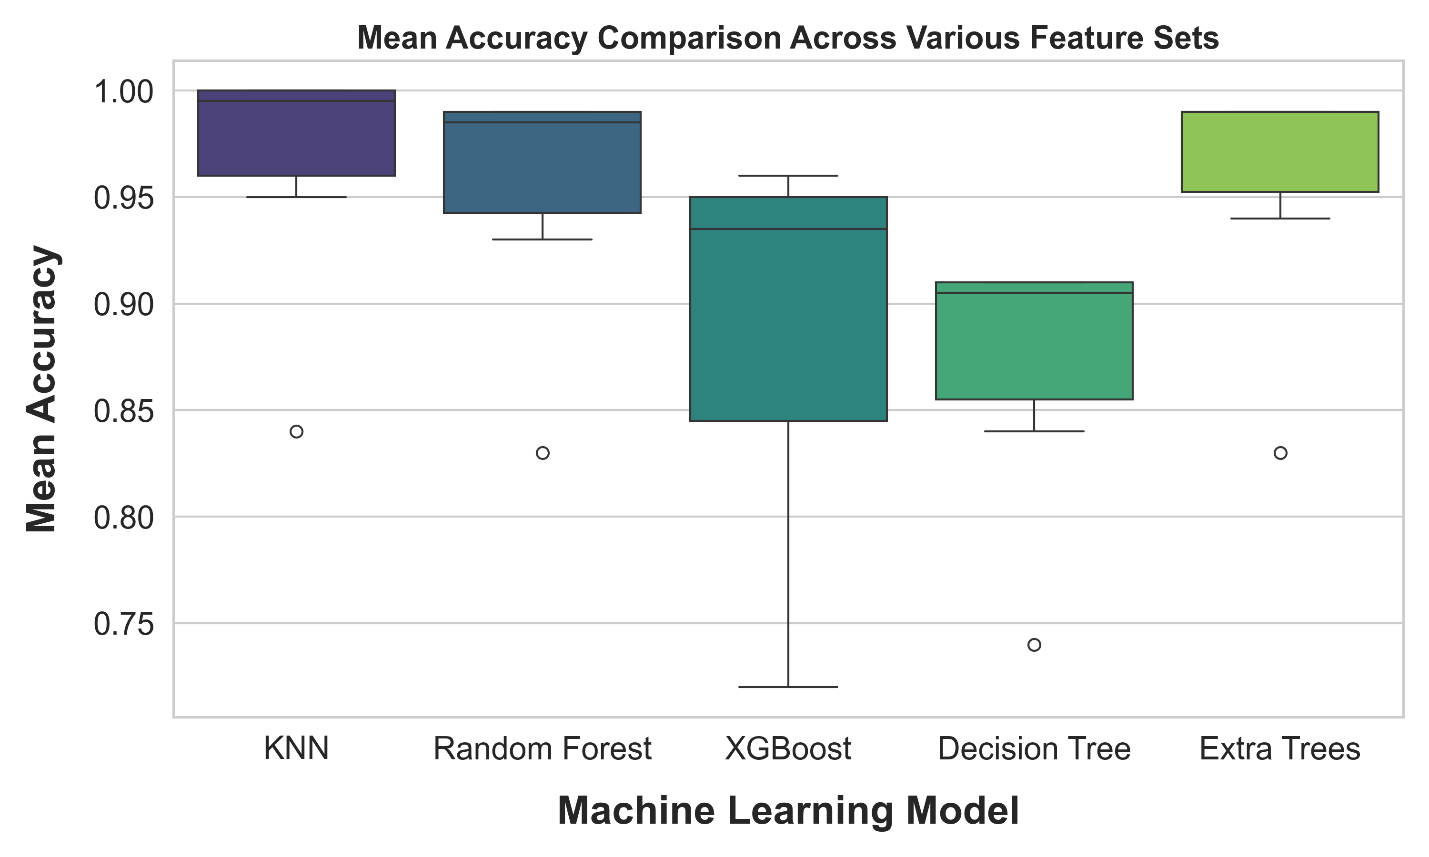 Mean Accuracy Comparison Across Various Feature Sets
Mean Accuracy
1.00
0.95
0.90
0.85
0.80
0.75
KNN Random Forest XGBoost Decision Tree Extra Trees
Machine Learning Model